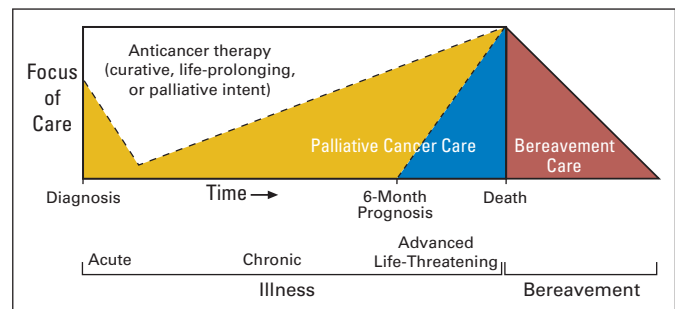 Anticancer therapy
(curative, life-prolonging,
or palliative intent)
Focus
of
Care
Palliative Cancer Care
Bereavement
Care
Diagnosis
Time →
6-Month
Prognosis
Death
Acute
Chronic
Advanced
Life-Threatening
Illness
Bereavement